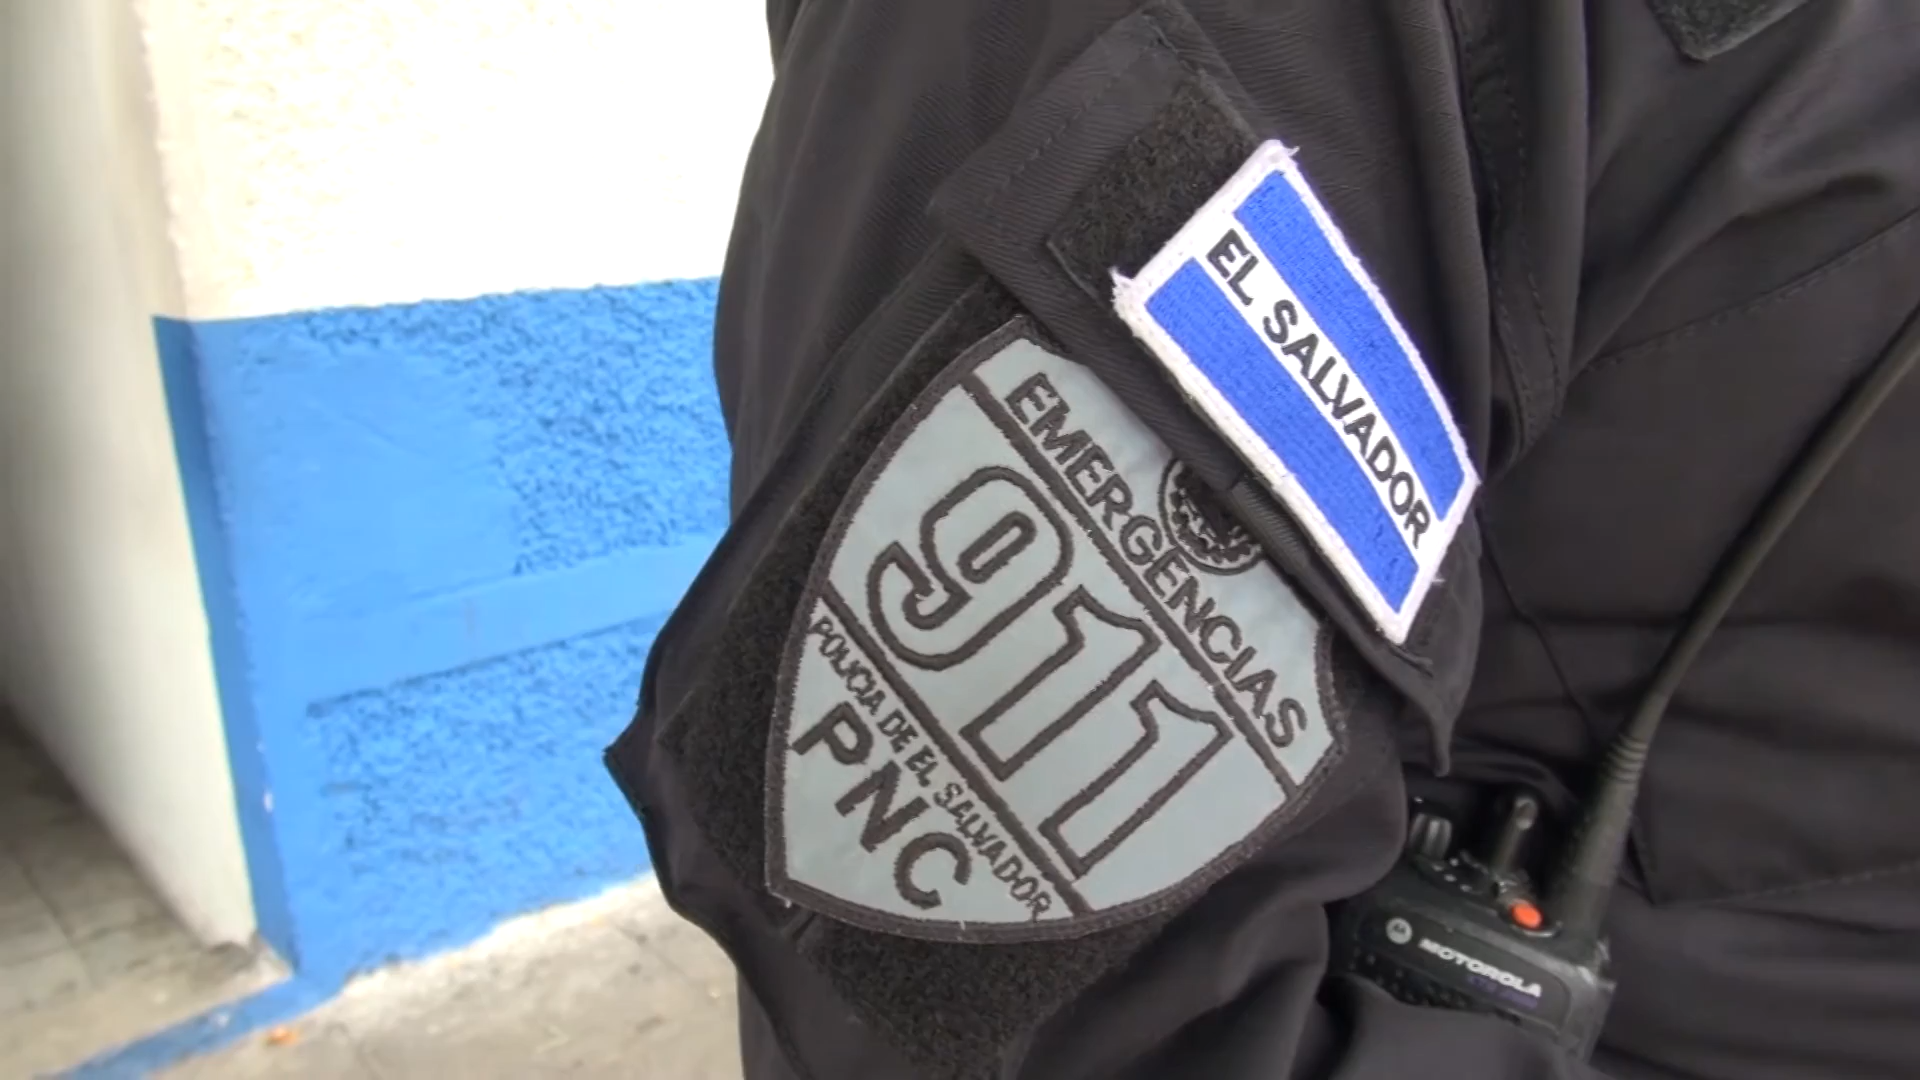 EL SALVADOR
EMERGENCIAS
911
POLICIA DE EL SALVADOR
PNC
MOTOROLA